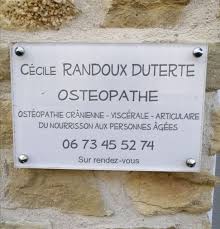 CÉCILE RANDOUX DUTERTE
OSTEOPATHE
OSTÉOPATHIE CRÂNIENNE - VISCÉRALE - ARTICULAIRE
DU NOURRISSON AUX PERSONNES ÂGÉES
06 73 45 52 74
Sur rendez-vous